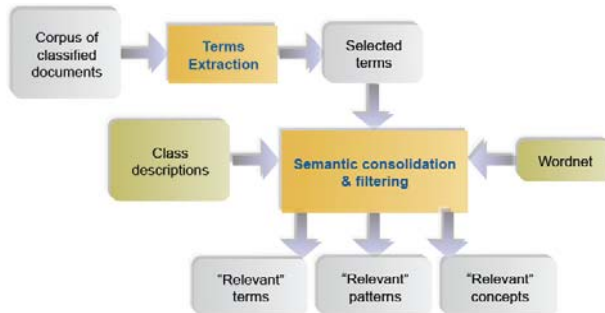 Corpus of
classified
documents
Terms
Extraction
Selected
terms
Class
descriptions
Semantic consolidation
& filtering
Wordnet
“Relevant”
terms
“Relevant”
patterns
“Relevant”
concepts